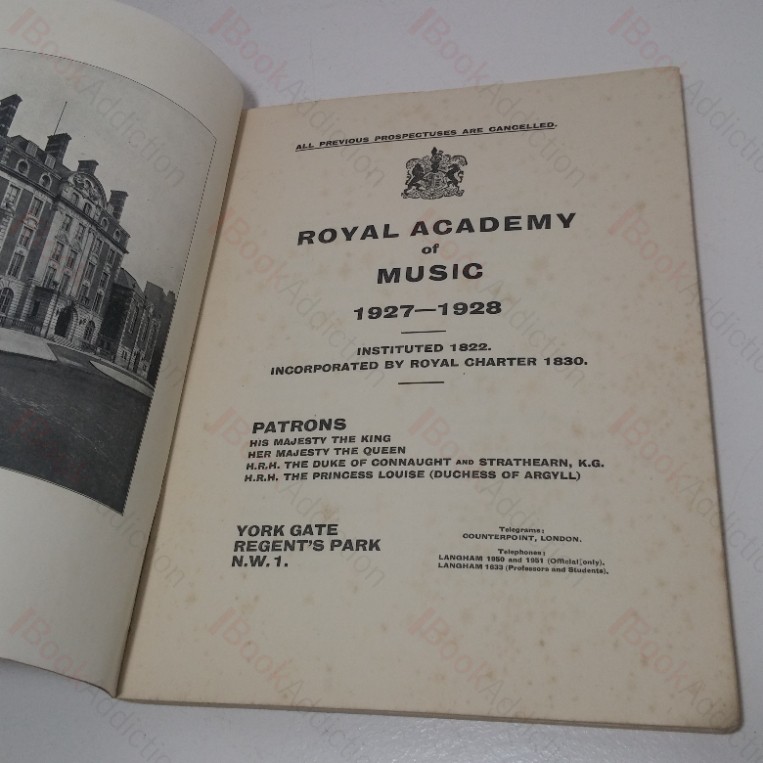 ALL PREVIOUS PROSPECTUSES ARE CANCELLED.
ROYAL ACADEMY
of
MUSIC
1927—1928
INSTITUTED 1822.
INCORPORATED BY ROYAL CHARTER 1830.
PATRONS
HIS MAJESTY THE KING
HER MAJESTY THE QUEEN
H.R.H. THE DUKE OF CONNAUGHT AND STRATHEARN, K.G.
H.R.H. THE PRINCESS LOUISE (DUCHESS OF ARGYLL)
YORK GATE
REGENT'S PARK
N.W.1.
Telegrams:
COUNTERPOINT, LONDON.
Telephones:
LANGHAM 1950 and 1951 (Official only).
LANGHAM 1633 (Professors and Students).
BookAddiction